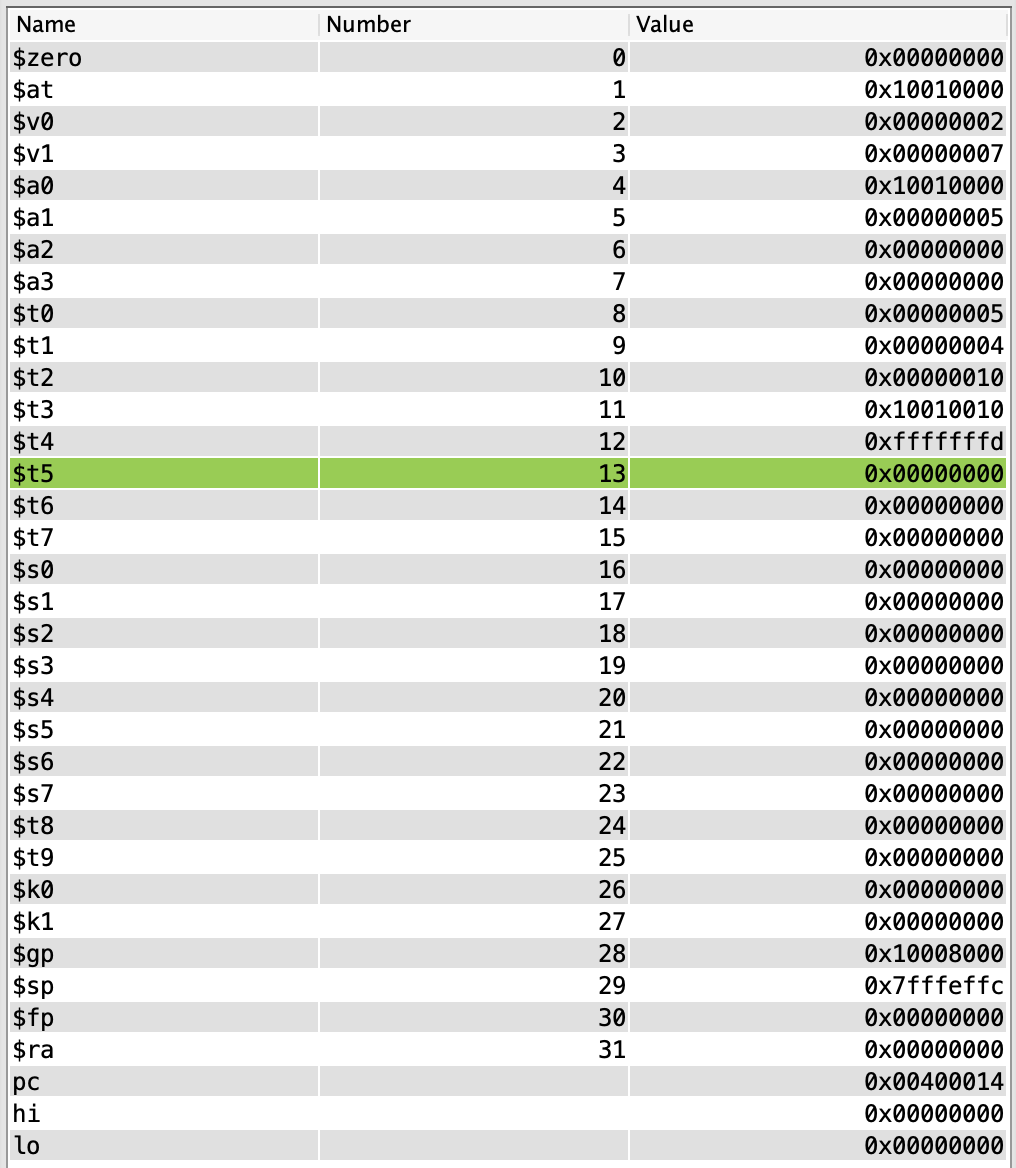 Name Number Value
$zero 0 0x00000000
$at 1 0x10010000
$v0 2 0x00000002
$v1 3 0x00000007
$a0 4 0x10010000
$a1 5 0x00000005
$a2 6 0x00000000
$a3 7 0x00000000
$t0 8 0x00000005
$t1 9 0x00000004
$t2 10 0x00000010
$t3 11 0x10010010
$t4 12 0xfffffffd
$t5 13 0x00000000
$t6 14 0x00000000
$t7 15 0x00000000
$s0 16 0x00000000
$s1 17 0x00000000
$s2 18 0x00000000
$s3 19 0x00000000
$s4 20 0x00000000
$s5 21 0x00000000
$s6 22 0x00000000
$s7 23 0x00000000
$t8 24 0x00000000
$t9 25 0x00000000
$k0 26 0x00000000
$k1 27 0x00000000
$gp 28 0x10008000
$sp 29 0x7fffeffc
$fp 30 0x00000000
$ra 31 0x00000000
pc 0x00400014
hi 0x00000000
lo 0x00000000